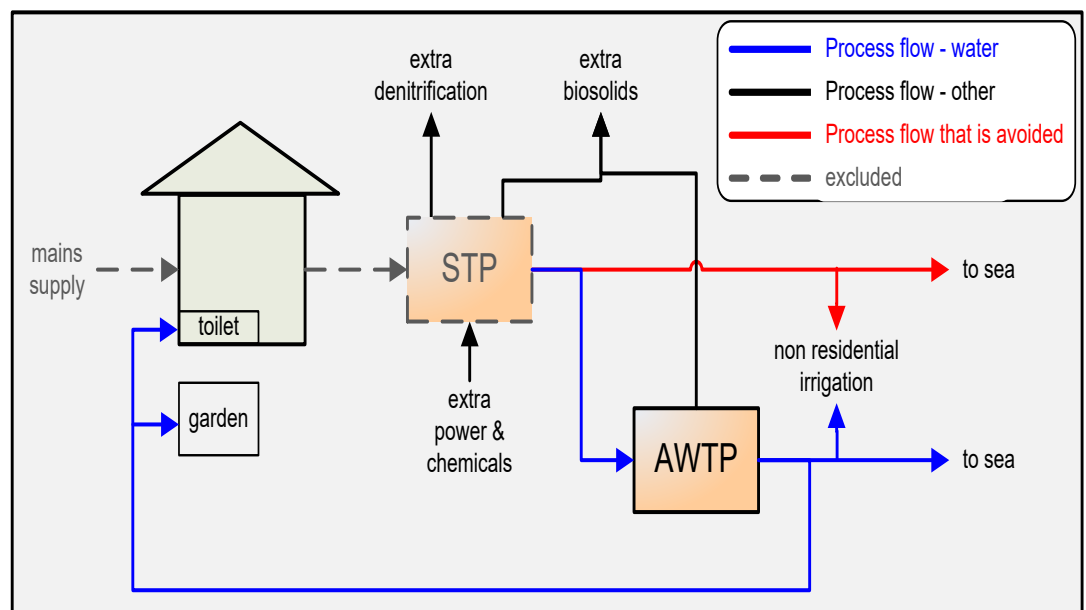 Process flow - water
Process flow - other
Process flow that is avoided
excluded
extra
denitrification
extra
biosolids
mains
supply
STP
to sea
toilet
non residential
irrigation
garden
extra
power &
chemicals
AWTP
to sea